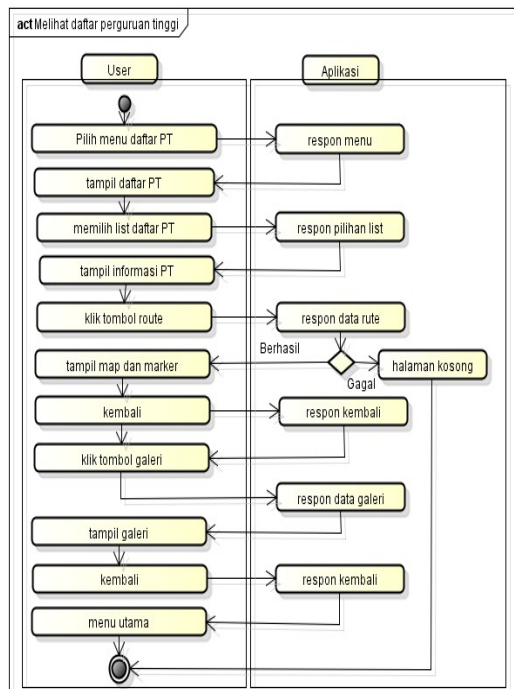 act Melihat daftar perguruan tinggi
User
Aplikasi
Pilih menu daftar PT
respon menu
tampil daftar PT
memilih list daftar PT
respon pilihan list
tampil informasi PT
klik tombol route
respon data rute
Berhasil
tampil map dan marker
halaman kosong
Gagal
kembali
respon kembali
klik tombol galeri
respon data galeri
tampil galeri
kembali
respon kembali
menu utama